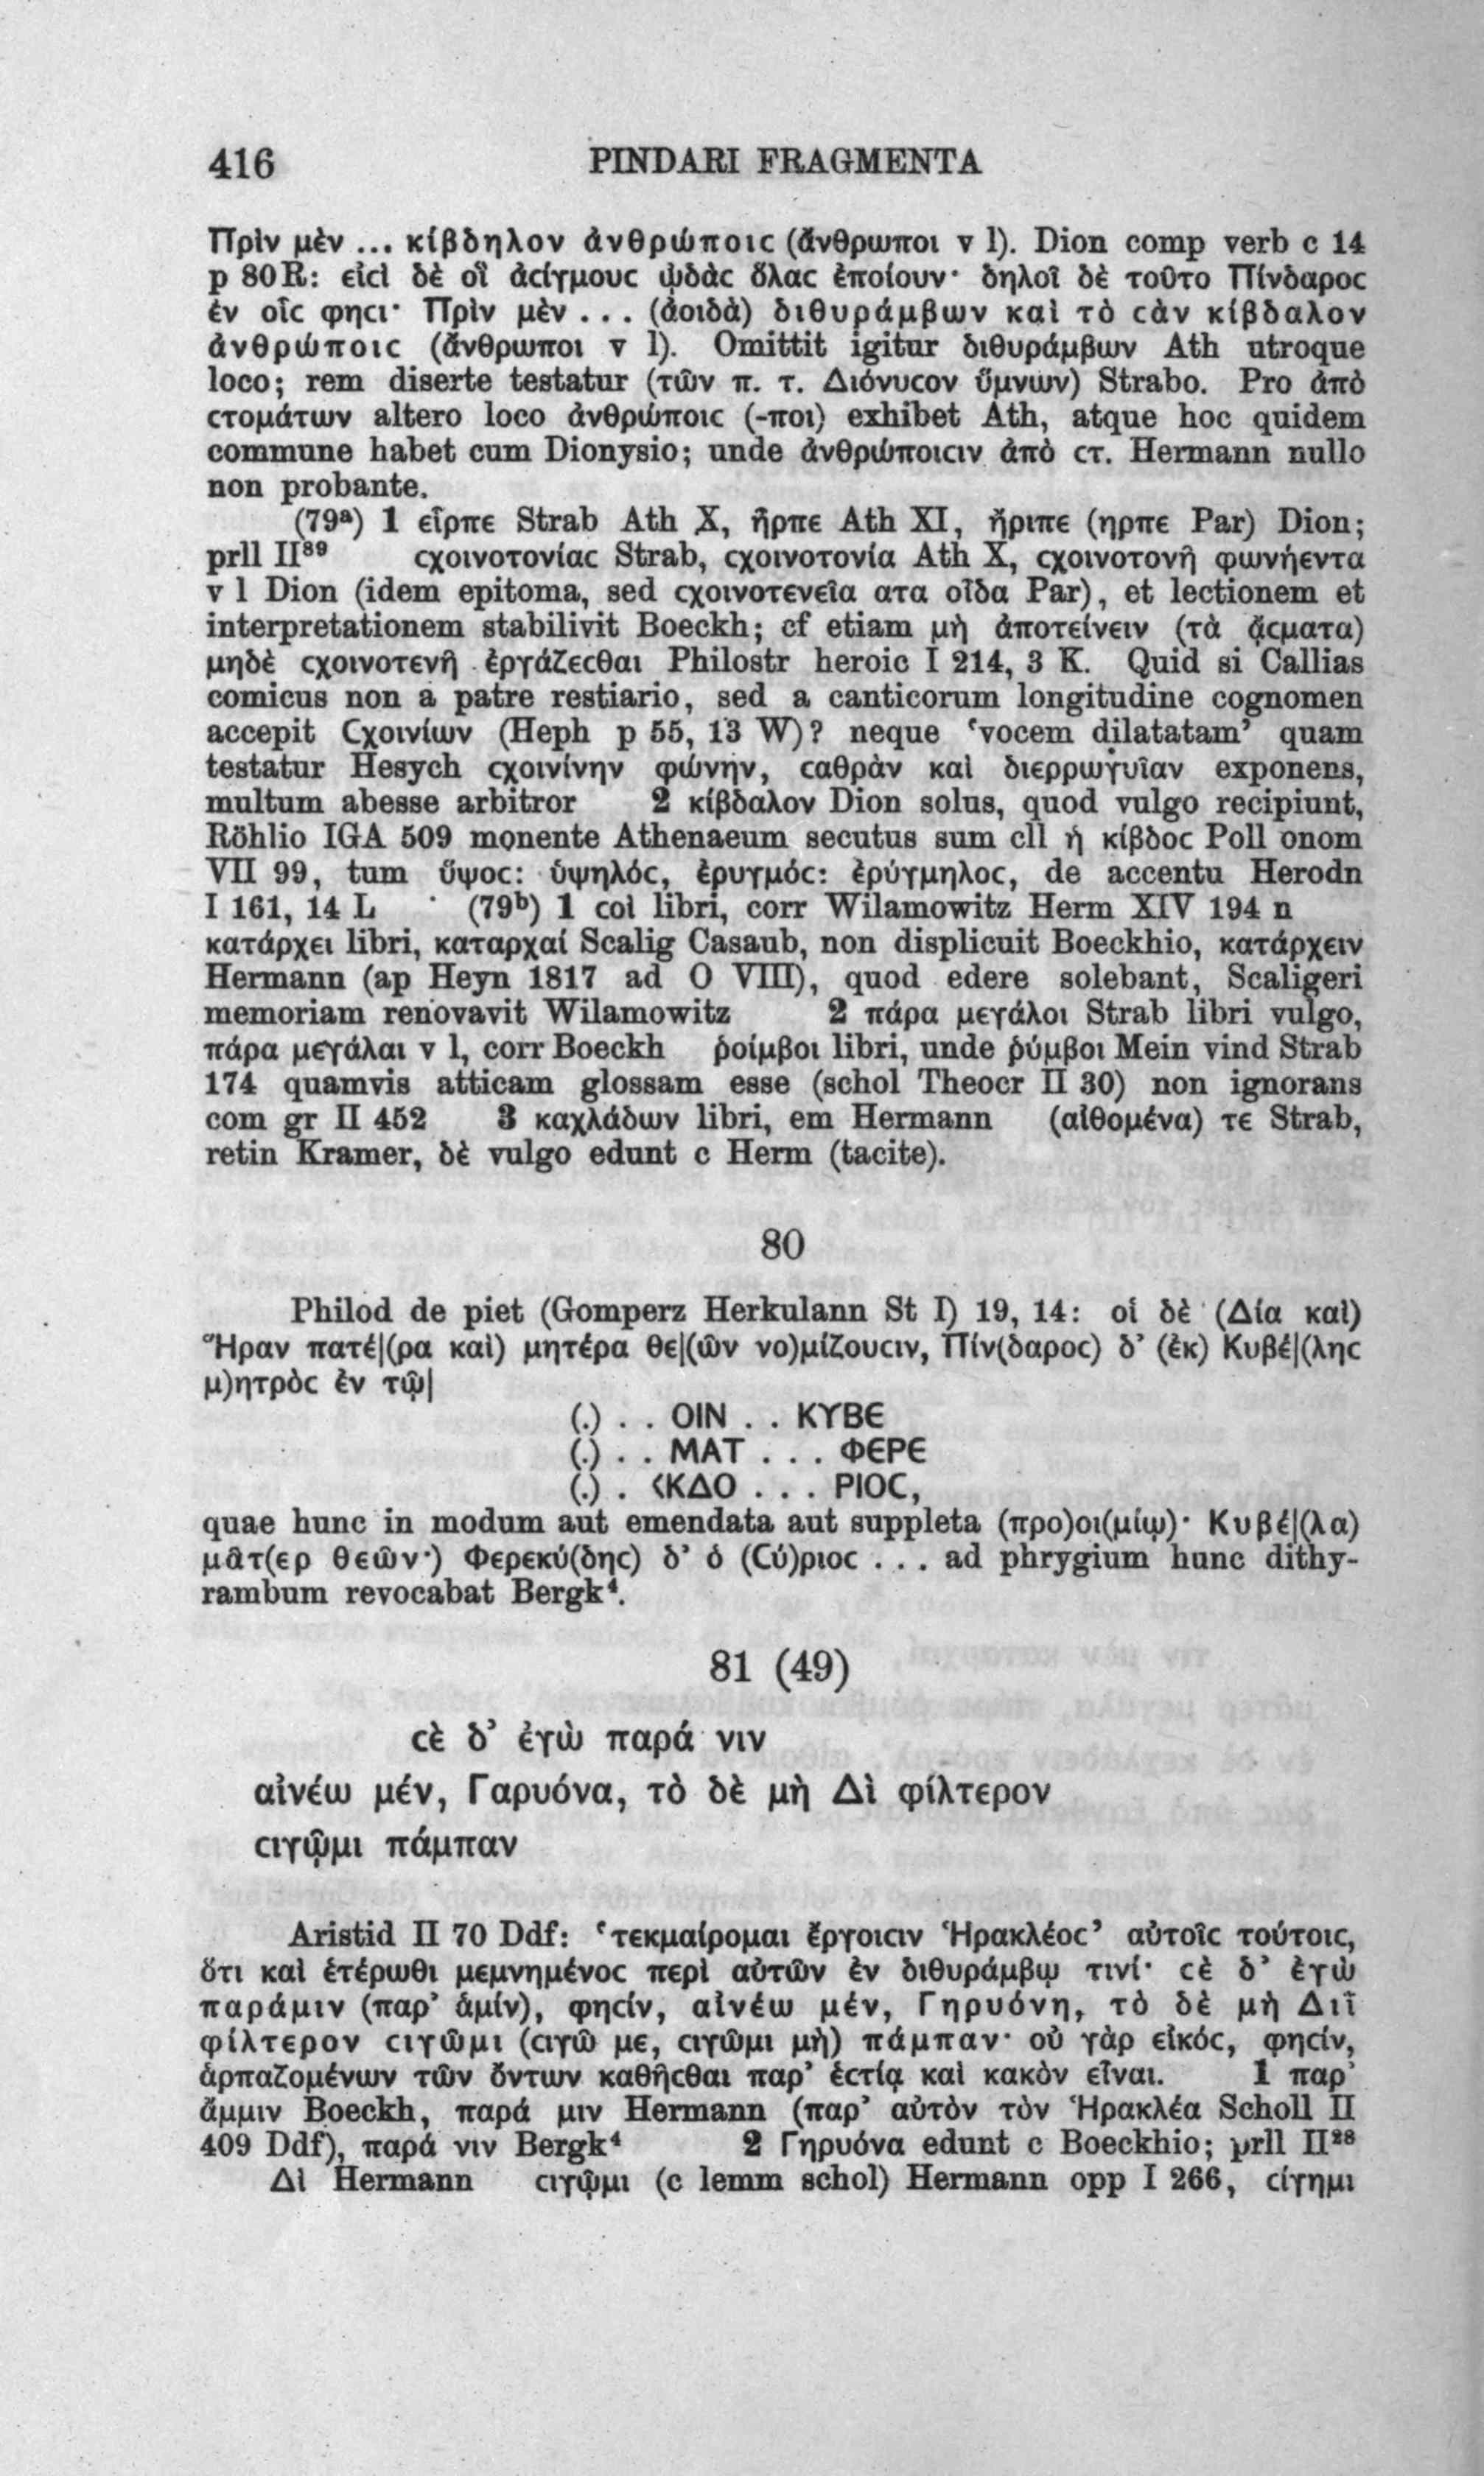 416 PINDARI FRAGMENTA
Πρὶν μὲν ... κίβδηλον ἀνθρώποιϲ (ἄνθρωποι v l). Dion comp verb c 14
p 80 R: εἰϲὶ δὲ οἳ ἀϲίγμουϲ ᾠδὰϲ ὅλαϲ ἐποίουν· δηλοῖ δὲ τοῦτο Πίνδαροϲ
ἐν οἷϲ φηϲι· Πρὶν μὲν ... (ἀοιδὰ) διθυράμβων καὶ τὸ ϲὰν κίβδαλον
ἀνθρώποιϲ (ἄνθρωποι v l). Omittit igitur διθυράμβων Ath utroque
loco; rem diserte testatur (τῶν π. τ. Διόνυϲον ὕμνων) Strabo. Pro ἀπὸ
ϲτομάτων altero loco ἀνθρώποιϲ (-ποι) exhibet Ath, atque hoc quidem
commune habet cum Dionysio; unde ἀνθρώποιϲιν ἀπὸ ϲτ. Hermann nullo
non probante.
(79ᵃ) 1 εἷρπε Strab Ath X, ἧρπε Ath XI, ἤριπε (ηρπε Par) Dion;
prll II⁸⁹ ϲχοινοτονίαϲ Strab, ϲχοινοτονία Ath X, ϲχοινοτονῆ φωνήεντα
v l Dion (idem epitoma, sed ϲχοινοτενεῖα ατα οἶδα Par), et lectionem et
interpretationem stabilivit Boeckh; cf etiam μὴ ἀποτείνειν (τὰ ᾄϲματα)
μηδὲ ϲχοινοτενῆ ἐργάζεϲθαι Philostr heroic I 214, 3 K. Quid si Callias
comicus non a patre restiario, sed a canticorum longitudine cognomen
accepit Ϲχοινίων (Heph p 55, 13 W)? neque ‘vocem dilatatam’ quam
testatur Hesych ϲχοινίνην φώνην, ϲαθρὰν καὶ διερρωγυῖαν exponens,
multum abesse arbitror 2 κίβδαλον Dion solus, quod vulgo recipiunt,
Röhlio IGA 509 monente Athenaeum secutus sum cll ἡ κίβδοϲ Poll onom
VII 99, tum ὕψοϲ: ὑψηλόϲ, ἐρυγμόϲ: ἐρύγμηλοϲ, de accentu Herodn
I 161, 14 L (79ᵇ) 1 ϲοὶ libri, corr Wilamowitz Herm XIV 194 n
κατάρχει libri, καταρχαί Scalig Casaub, non displicuit Boeckhio, κατάρχειν
Hermann (ap Heyn 1817 ad O VIII), quod edere solebant, Scaligeri
memoriam renovavit Wilamowitz 2 πάρα μεγάλοι Strab libri vulgo,
πάρα μεγάλαι v l, corr Boeckh ῥοίμβοι libri, unde ῥύμβοι Mein vind Strab
174 quamvis atticam glossam esse (schol Theocr II 30) non ignorans
com gr II 452 3 καχλάδων libri, em Hermann (αἰθομένα) τε Strab,
retin Kramer, δὲ vulgo edunt c Herm (tacite).
80
Philod de piet (Gomperz Herkulann St I) 19, 14: οἱ δὲ (Δία καὶ)
Ἥραν πατέ|(ρα καὶ) μητέρα θε|(ῶν νο)μίζουϲιν, Πίν(δαροϲ) δ’ (ἐκ) Κυβέ|(ληϲ
μ)ητρὸϲ ἐν τῷ|
(.) . . ΟΙΝ . . ΚΥΒЄ
(.) . . ΜΑΤ . . . ΦЄΡЄ
(.) . ‹ΚΔΟ . . . ΡΙΟϹ,
quae hunc in modum aut emendata aut suppleta (προ)οι(μίῳ)· Κυβέ|(λα)
μᾶτ(ερ θεῶν·) Φερεκύ(δηϲ) δ’ ὁ (Ϲύ)ριοϲ ... ad phrygium hunc dithy-
rambum revocabat Bergk⁴.
81 (49)
ϲὲ δ’ ἐγὼ παρά νιν
αἰνέω μέν, Γαρυόνα, τὸ δὲ μὴ Δὶ φίλτερον
ϲιγῷμι πάμπαν
Aristid II 70 Ddf: ‘τεκμαίρομαι ἔργοιϲιν Ἡρακλέοϲ’ αὐτοῖϲ τούτοιϲ,
ὅτι καὶ ἑτέρωθι μεμνημένοϲ περὶ αὐτῶν ἐν διθυράμβῳ τινί· ϲὲ δ’ ἐγὼ
παράμιν (παρ’ ἁμίν), φηϲίν, αἰνέω μέν, Γηρυόνη, τὸ δὲ μὴ Διῒ
φίλτερον ϲιγῶμι (ϲιγῶ με, ϲιγῶμι μὴ) πάμπαν· οὐ γὰρ εἰκόϲ, φηϲίν,
ἁρπαζομένων τῶν ὄντων καθῆϲθαι παρ’ ἑϲτίᾳ καὶ κακὸν εἶναι. 1 παρ’
ἄμμιν Boeckh, παρά μιν Hermann (παρ’ αὐτὸν τὸν Ἡρακλέα Scholl II
409 Ddf), παρά νιν Bergk⁴ 2 Γηρυόνα edunt c Boeckhio; prll II²⁸
Δὶ Hermann ϲιγῷμι (c lemm schol) Hermann opp I 266, ϲίγημι